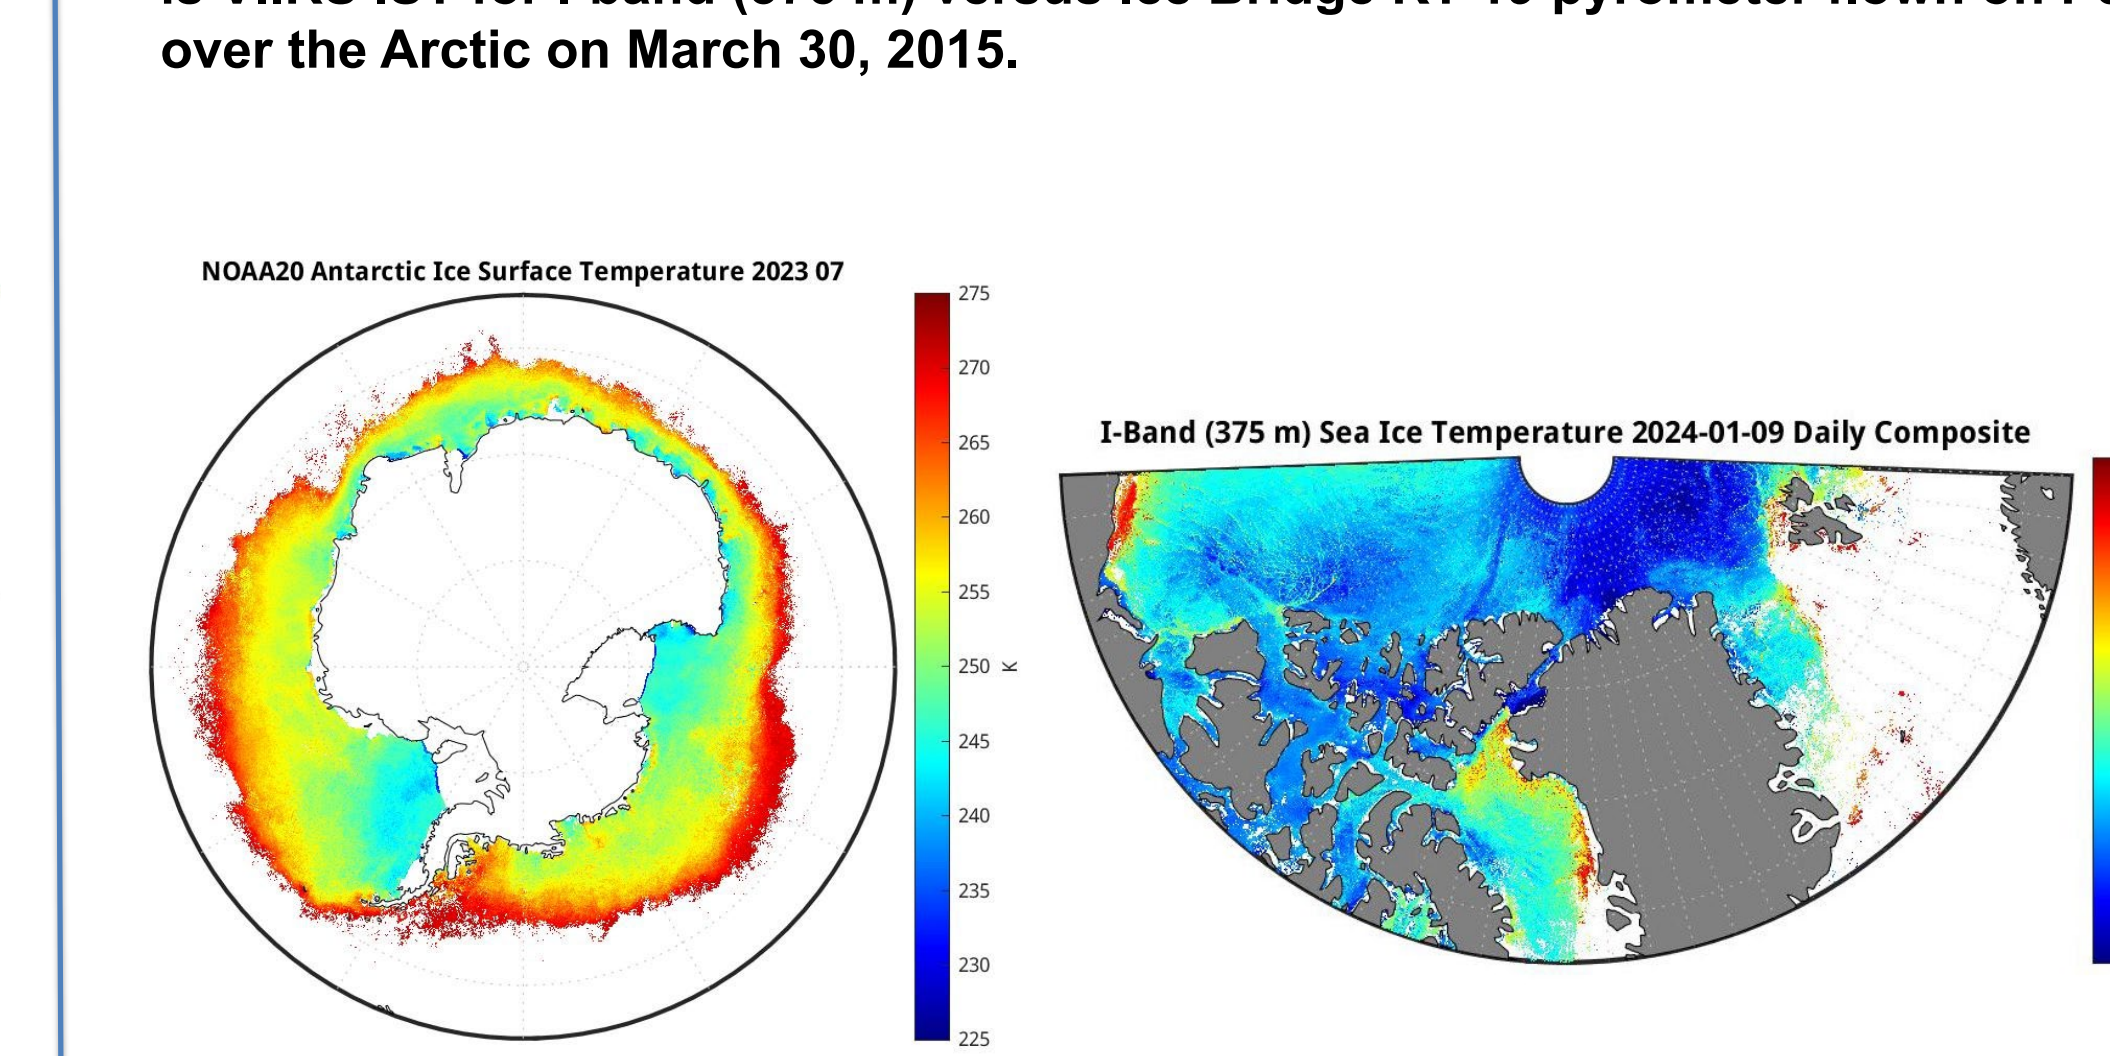 over the Arctic on March 30, 2015.
NOAA20 Antarctic Ice Surface Temperature 2023 07
275
270
265
260
255
250
245
240
235
230
225
K
I-Band (375 m) Sea Ice Temperature 2024-01-09 Daily Composite